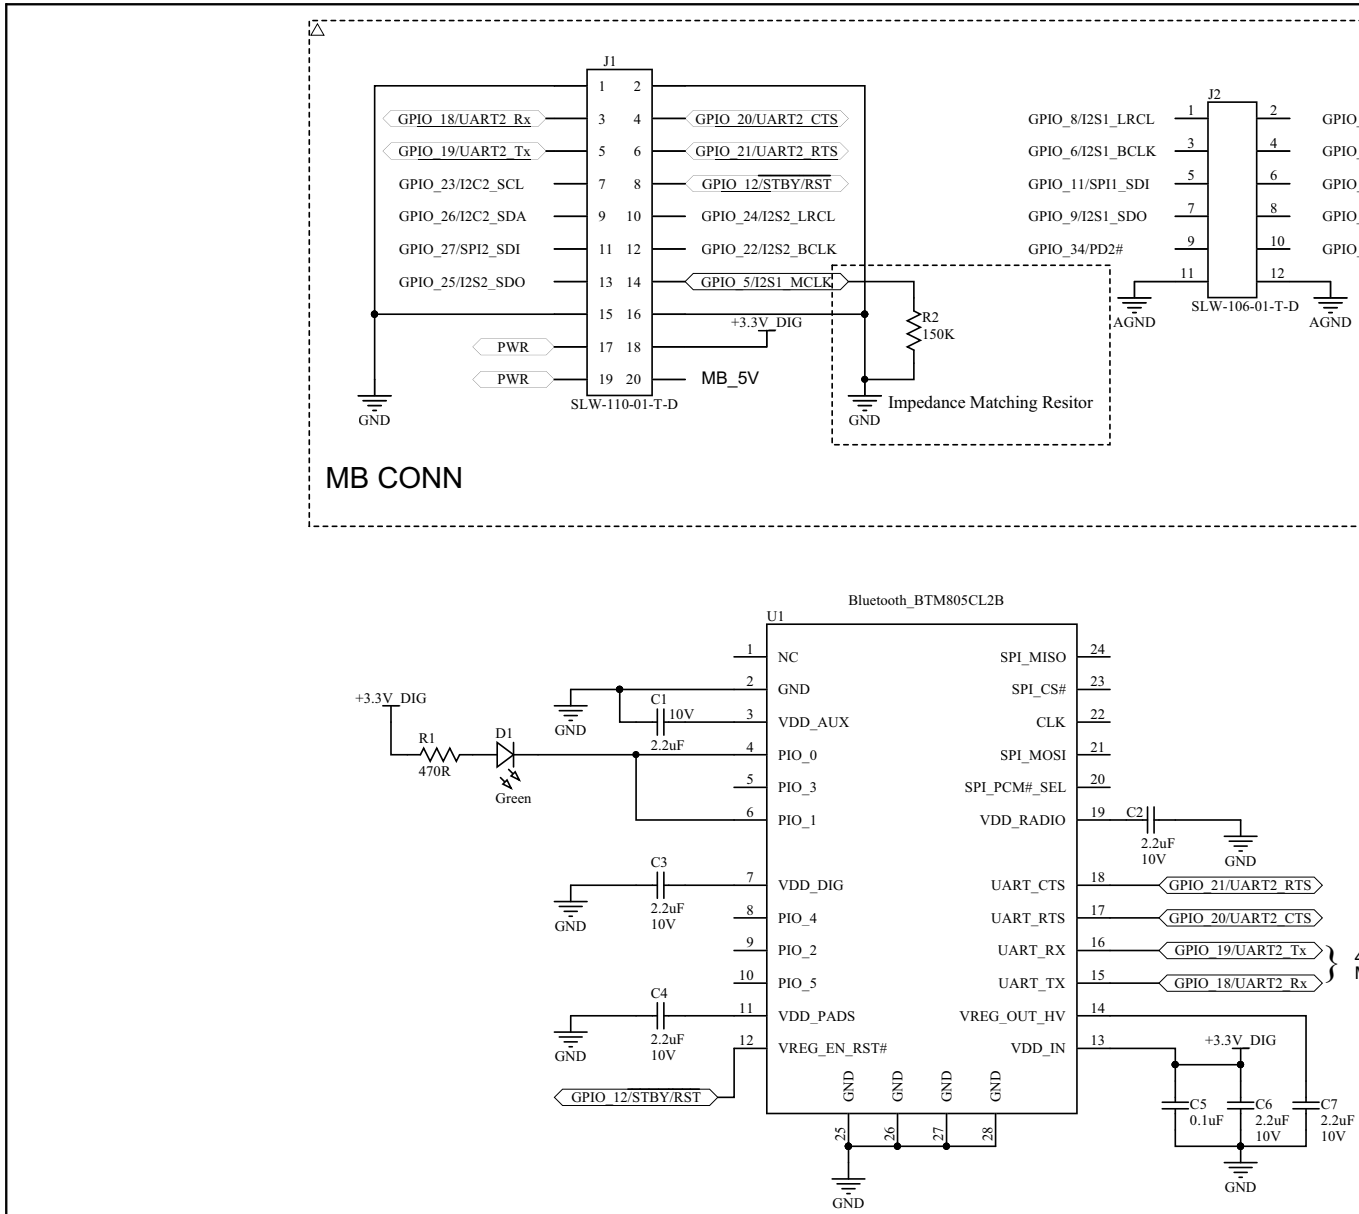 J1
1 2
GPIO_18/UART2_Rx 3 4 GPIO_20/UART2_CTS
GPIO_19/UART2_Tx 5 6 GPIO_21/UART2_RTS
GPIO_23/I2C2_SCL 7 8 GPIO_12/STBY/RST
GPIO_26/I2C2_SDA 9 10 GPIO_24/I2S2_LRCL
GPIO_27/SPI2_SDI 11 12 GPIO_22/I2S2_BCLK
GPIO_25/I2S2_SDO 13 14 GPIO_5/I2S1_MCLK
15 16 +3.3V_DIG
PWR 17 18
PWR 19 20 MB_5V
SLW-110-01-T-D
GND
GND
R2
150K
Impedance Matching Resitor
J2
GPIO_8/I2S1_LRCL 1 2 GPIO_
GPIO_6/I2S1_BCLK 3 4 GPIO_
GPIO_11/SPI1_SDI 5 6 GPIO_
GPIO_9/I2S1_SDO 7 8 GPIO_
GPIO_34/PD2# 9 10 GPIO_
11 12
SLW-106-01-T-D
AGND AGND
MB CONN
Bluetooth_BTM805CL2B
U1
1 NC SPI_MISO 24
2 GND SPI_CS# 23
3 VDD_AUX CLK 22
4 PIO_0 SPI_MOSI 21
5 PIO_3 SPI_PCM#_SEL 20
6 PIO_1 VDD_RADIO 19
7 VDD_DIG UART_CTS 18 GPIO_21/UART2_RTS
8 PIO_4 UART_RTS 17 GPIO_20/UART2_CTS
9 PIO_2 UART_RX 16 GPIO_19/UART2_Tx
10 PIO_5 UART_TX 15 GPIO_18/UART2_Rx
11 VDD_PADS VREG_OUT_HV 14
12 VREG_EN_RST# VDD_IN 13
GND GND GND GND
25 26 27 28
GND
+3.3V_DIG
R1
470R
D1
Green
GND
C1
10V
2.2uF
C3
2.2uF
10V
GND
C4
2.2uF
10V
GND
GPIO_12/STBY/RST
C2
2.2uF
10V
GND
+3.3V_DIG
C5
0.1uF
C6
2.2uF
10V
C7
2.2uF
10V
GND